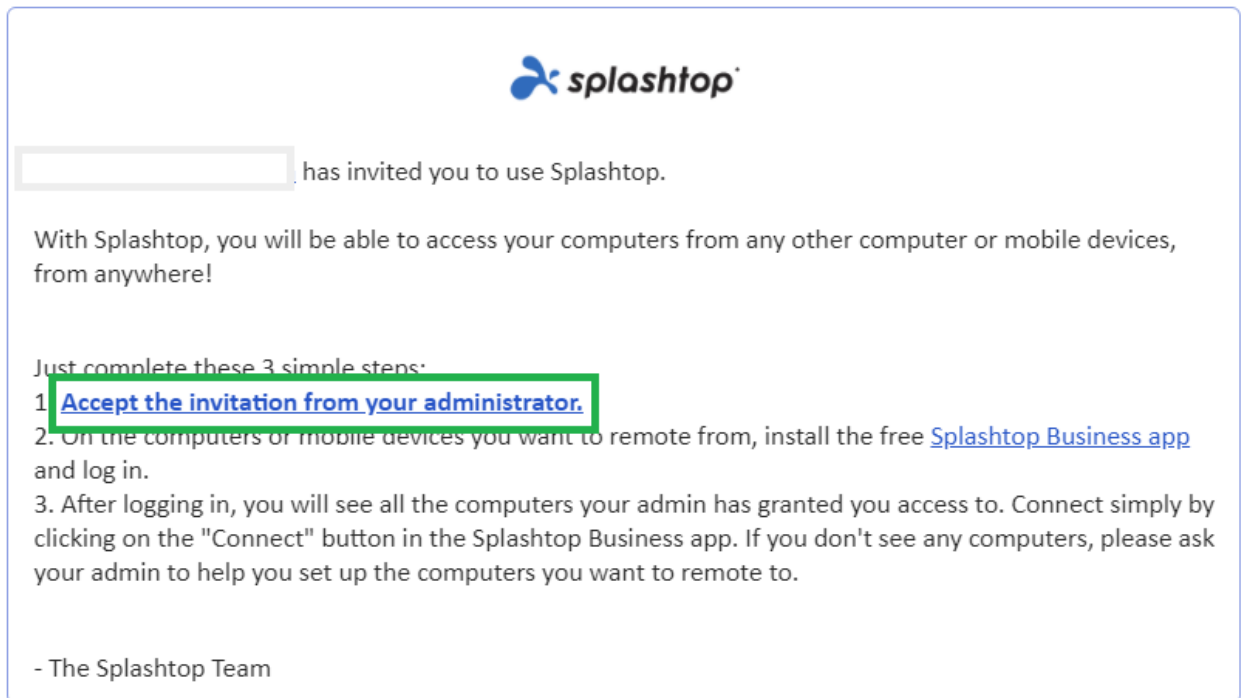 splashtop
has invited you to use Splashtop.
With Splashtop, you will be able to access your computers from any other computer or mobile devices,
from anywhere!
Just complete these 3 simple steps:
1 Accept the invitation from your administrator.
2. On the computers or mobile devices you want to remote from, install the free Splashtop Business app
and log in.
3. After logging in, you will see all the computers your admin has granted you access to. Connect simply by
clicking on the "Connect" button in the Splashtop Business app. If you don't see any computers, please ask
your admin to help you set up the computers you want to remote to.
- The Splashtop Team